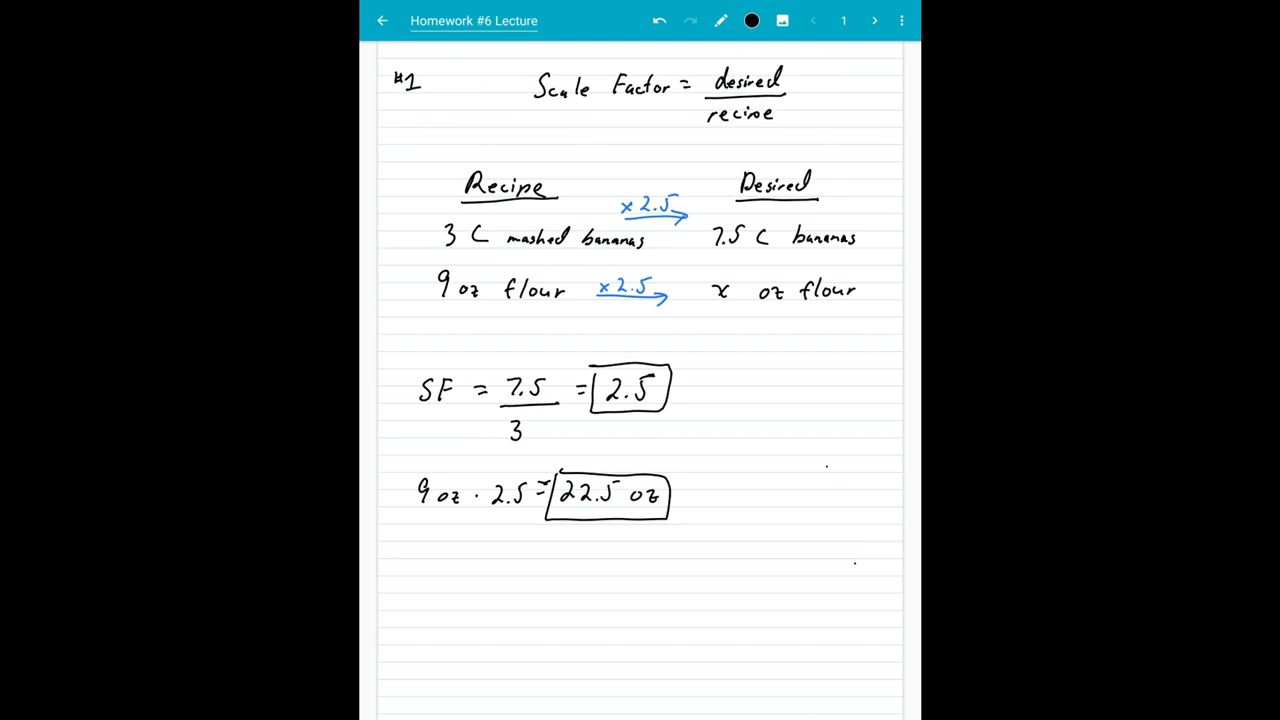 Homework #6 Lecture
1
#1 Scale Factor = desired / recipe
Recipe Desired
x 2.5
3 C mashed bananas 7.5 C bananas
9 oz flour x 2.5 x oz flour
SF = 7.5 / 3 = 2.5
9 oz · 2.5 = 22.5 oz